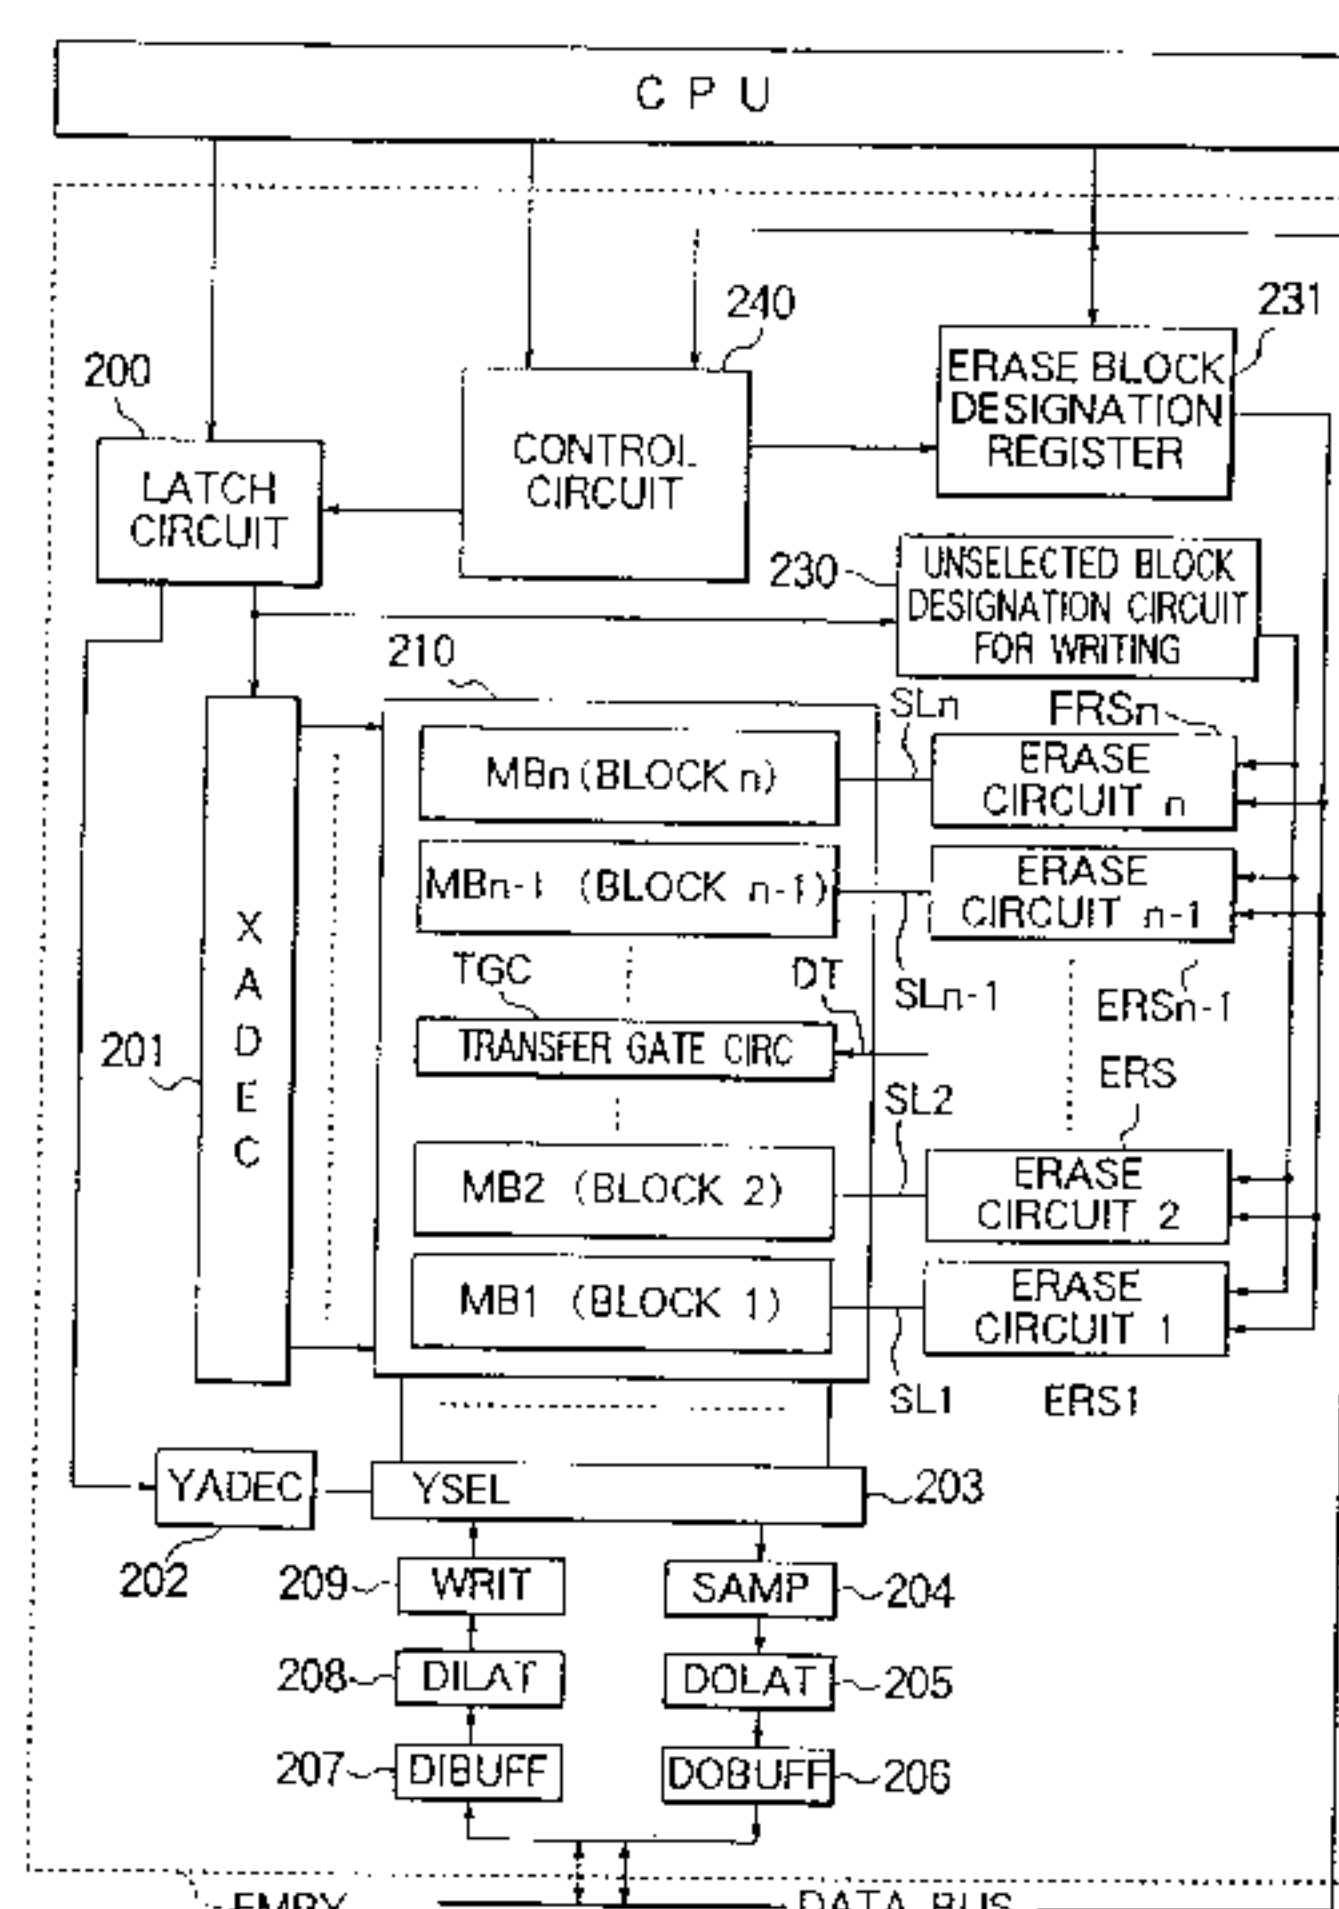 CPU
240
231
200
ERASE BLOCK
DESIGNATION
REGISTER
CONTROL
CIRCUIT
LATCH
CIRCUIT
230
UNSELECTED BLOCK
DESIGNATION CIRCUIT
FOR WRITING
210
SLn
FRSn
MBn (BLOCK n)
ERASE
CIRCUIT n
MBn-1 (BLOCK n-1)
ERASE
CIRCUIT n-1
XADEC
TGC
DT
SLn-1
ERSn-1
201
TRANSFER GATE CIRC
SL2
ERS
MB2 (BLOCK 2)
ERASE
CIRCUIT 2
MB1 (BLOCK 1)
ERASE
CIRCUIT 1
SL1
ERS1
YADEC
YSEL
203
202
209
WRIT
SAMP
204
208
DILAT
DOLAT
205
207
DIBUFF
DOBUFF
206
FMRY
DATA BUS